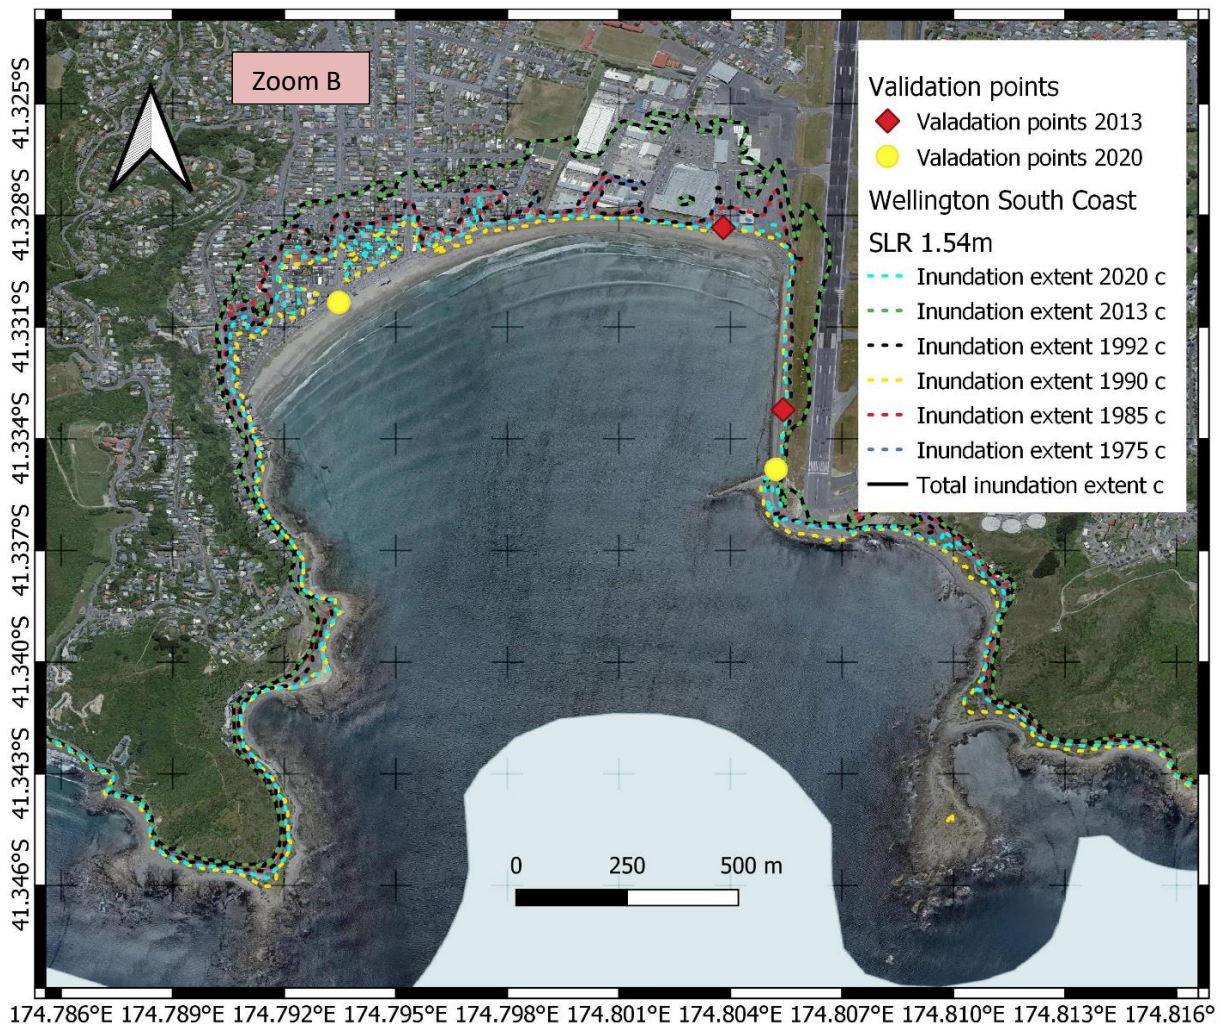 Zoom B
Validation points
Valadation points 2013
Valadation points 2020
Wellington South Coast
SLR 1.54m
Inundation extent 2020 c
Inundation extent 2013 c
Inundation extent 1992 c
Inundation extent 1990 c
Inundation extent 1985 c
Inundation extent 1975 c
Total inundation extent c
41.325°S
41.328°S
41.331°S
41.334°S
41.337°S
41.340°S
41.343°S
41.346°S
0 250 500 m
174.786°E 174.789°E 174.792°E 174.795°E 174.798°E 174.801°E 174.804°E 174.807°E 174.810°E 174.813°E 174.816°